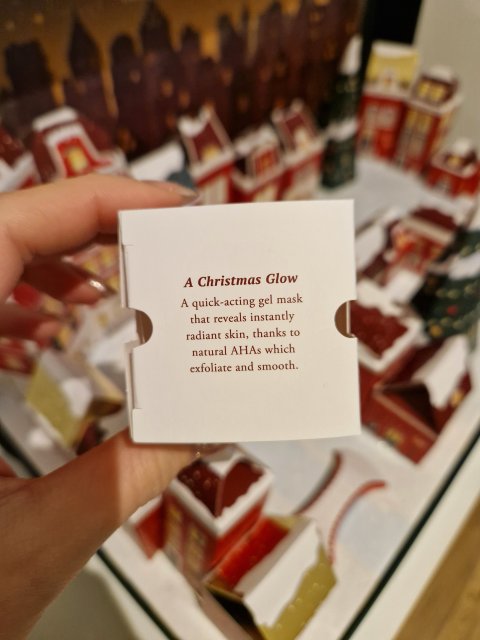 A Christmas Glow
A quick-acting gel mask
that reveals instantly
radiant skin, thanks to
natural AHAs which
exfoliate and smooth.